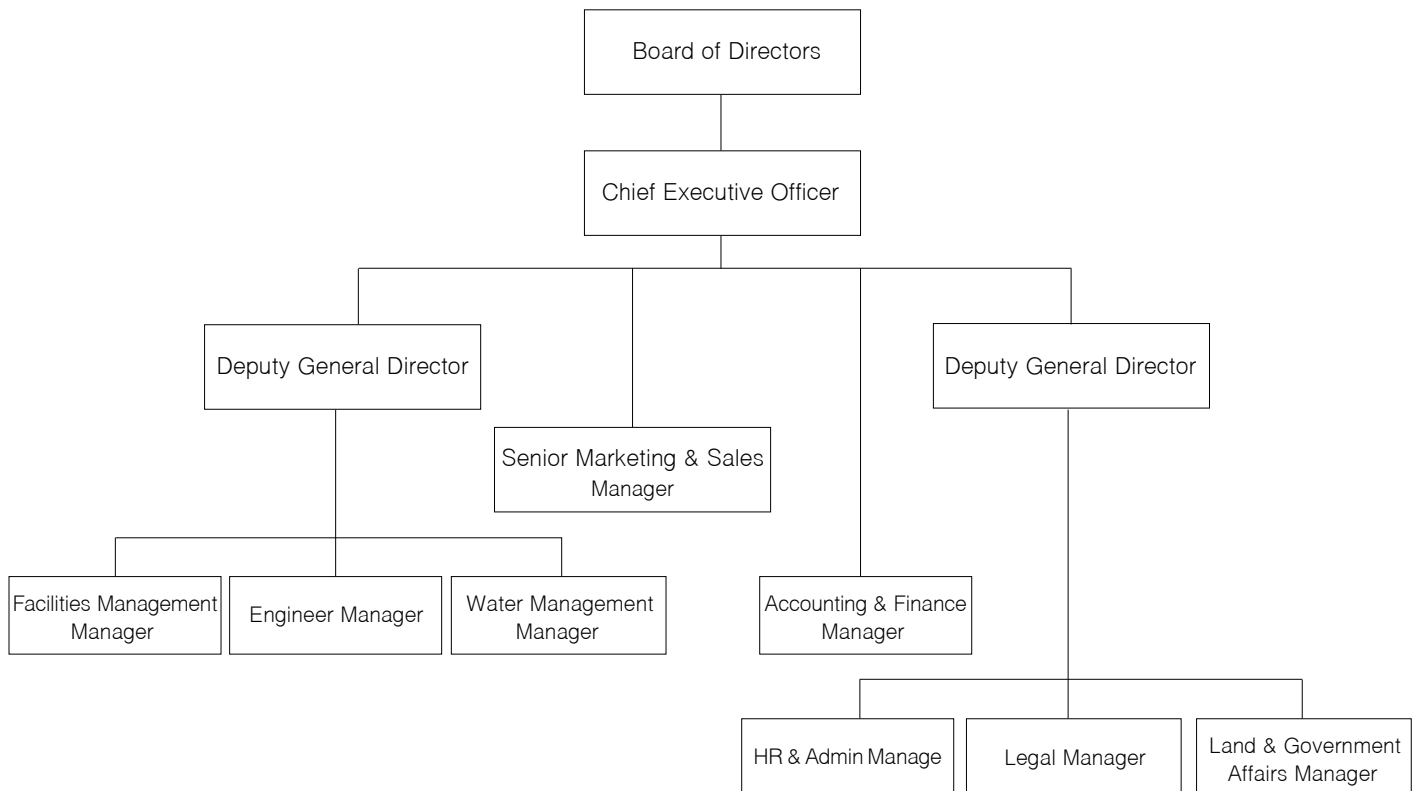 Board of Directors
Chief Executive Officer
Deputy General Director
Deputy General Director
Senior Marketing & Sales
Manager
Facilities Management
Manager
Engineer Manager
Water Management
Manager
Accounting & Finance
Manager
HR & Admin Manage
Legal Manager
Land & Government
Affairs Manager